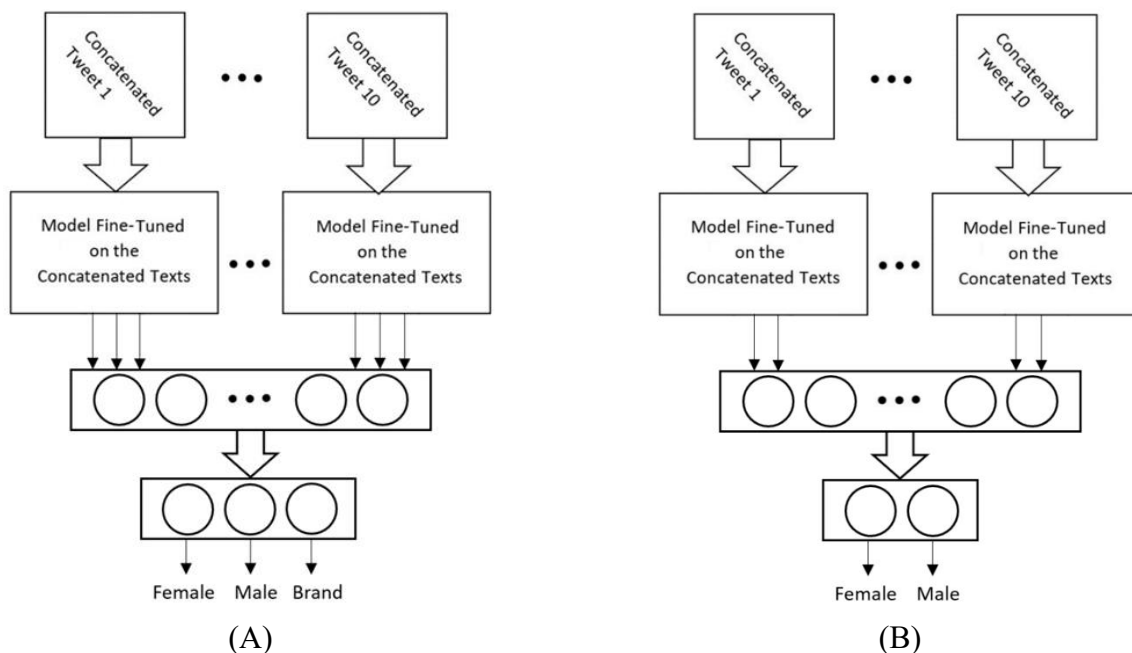 Concatenated
Tweet 1
Concatenated
Tweet 10
Model Fine-Tuned
on the
Concatenated Texts
Model Fine-Tuned
on the
Concatenated Texts
Female Male Brand
(A)
Concatenated
Tweet 1
Concatenated
Tweet 10
Model Fine-Tuned
on the
Concatenated Texts
Model Fine-Tuned
on the
Concatenated Texts
Female Male
(B)